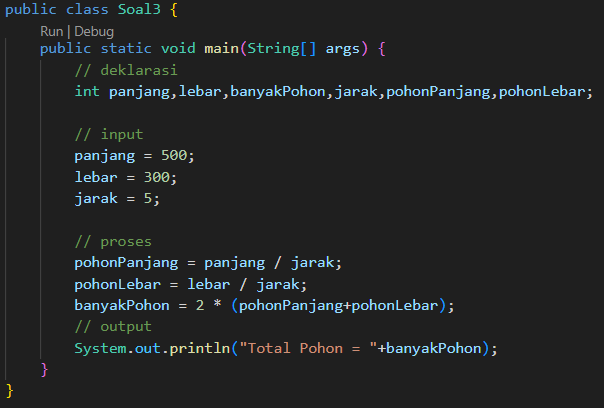 public class Soal3 {
Run | Debug
public static void main(String[] args) {
// deklarasi
int panjang,lebar,banyakPohon,jarak,pohonPanjang,pohonLebar;
// input
panjang = 500;
lebar = 300;
jarak = 5;
// proses
pohonPanjang = panjang / jarak;
pohonLebar = lebar / jarak;
banyakPohon = 2 * (pohonPanjang+pohonLebar);
// output
System.out.println("Total Pohon = "+banyakPohon);
}
}